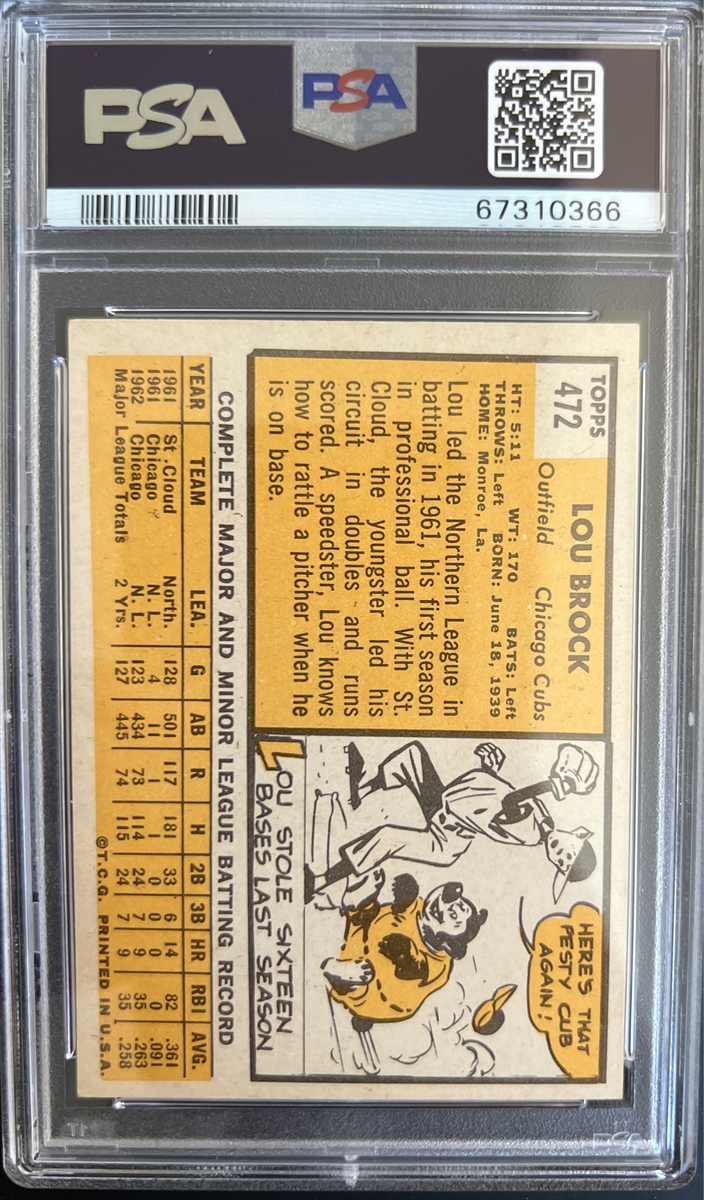 PSA
PSA
67310366
TOPPS
472
LOU BROCK
Outfield Chicago Cubs
HT: 5:11 WT: 170 BATS: Left
THROWS: Left BORN: June 18, 1939
HOME: Monroe, La.
Lou led the Northern League in
batting in 1961, his first season
in professional ball. With St.
Cloud, the youngster led his
circuit in doubles and runs
scored. A speedster, Lou knows
how to rattle a pitcher when he
is on base.
HERE'S THAT
PESTY CUB
AGAIN!
LOU STOLE SIXTEEN
BASES LAST SEASON
COMPLETE MAJOR AND MINOR LEAGUE BATTING RECORD
YEAR TEAM LEA. G AB R H 2B 3B HR RBI AVG.
1961 St. Cloud North. 128 501 117 181 33 6 14 82 .361
1961 Chicago N. L. 4 11 1 1 0 0 0 0 .091
1962 Chicago N. L. 123 434 73 114 24 7 9 35 .263
Major League Totals 2 Yrs. 127 445 74 115 24 7 9 35 .258
©T.C.G. PRINTED IN U.S.A.